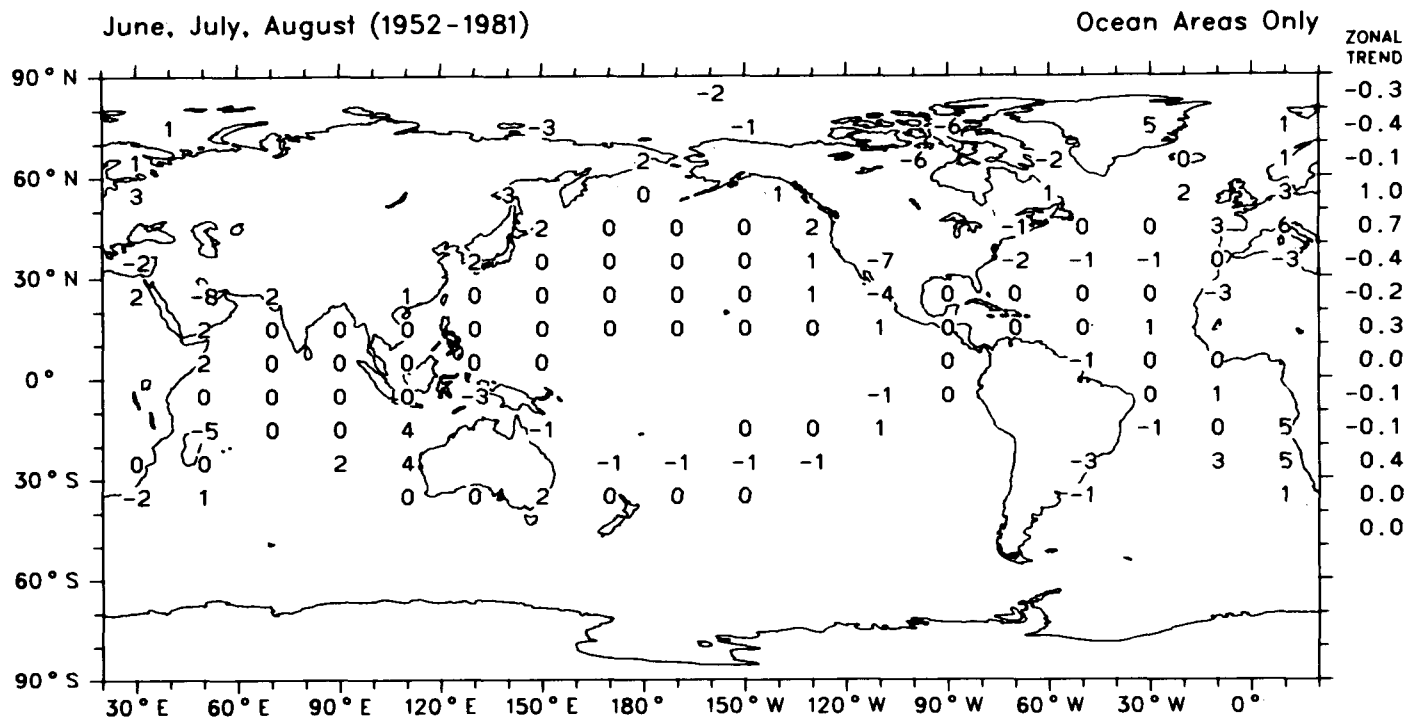 June, July, August (1952-1981) Ocean Areas Only
ZONAL
TREND
90°N -2 -0.3
1 -3 -1 -6 5 1 -0.4
1 2 -6 -2 0 1 -0.1
60°N
3 -3 0 1 1 2 3 1.0
-2 0 0 0 2 -1 0 0 3 6 0.7
-2 2 0 0 0 0 1 -7 -2 -1 -1 0 -3 -0.4
30°N
2 -8 2 1 0 0 0 0 0 1 -4 0 0 0 0 -3 -0.2
2 0 0 0 0 0 0 0 0 0 1 0 0 0 1 0.3
2 0 0 0 0 0 0 -1 0 0 0.0
0°
0 0 0 0 -3 -1 0 0 1 -0.1
-5 0 0 4 -1 0 0 1 -1 0 5 -0.1
0 0 2 4 -1 -1 -1 -1 -3 3 5 0.4
30°S
-2 1 0 0 2 0 0 0 -1 1 0.0
0.0
60°S
90°S
30°E 60°E 90°E 120°E 150°E 180° 150°W 120°W 90°W 60°W 30°W 0°